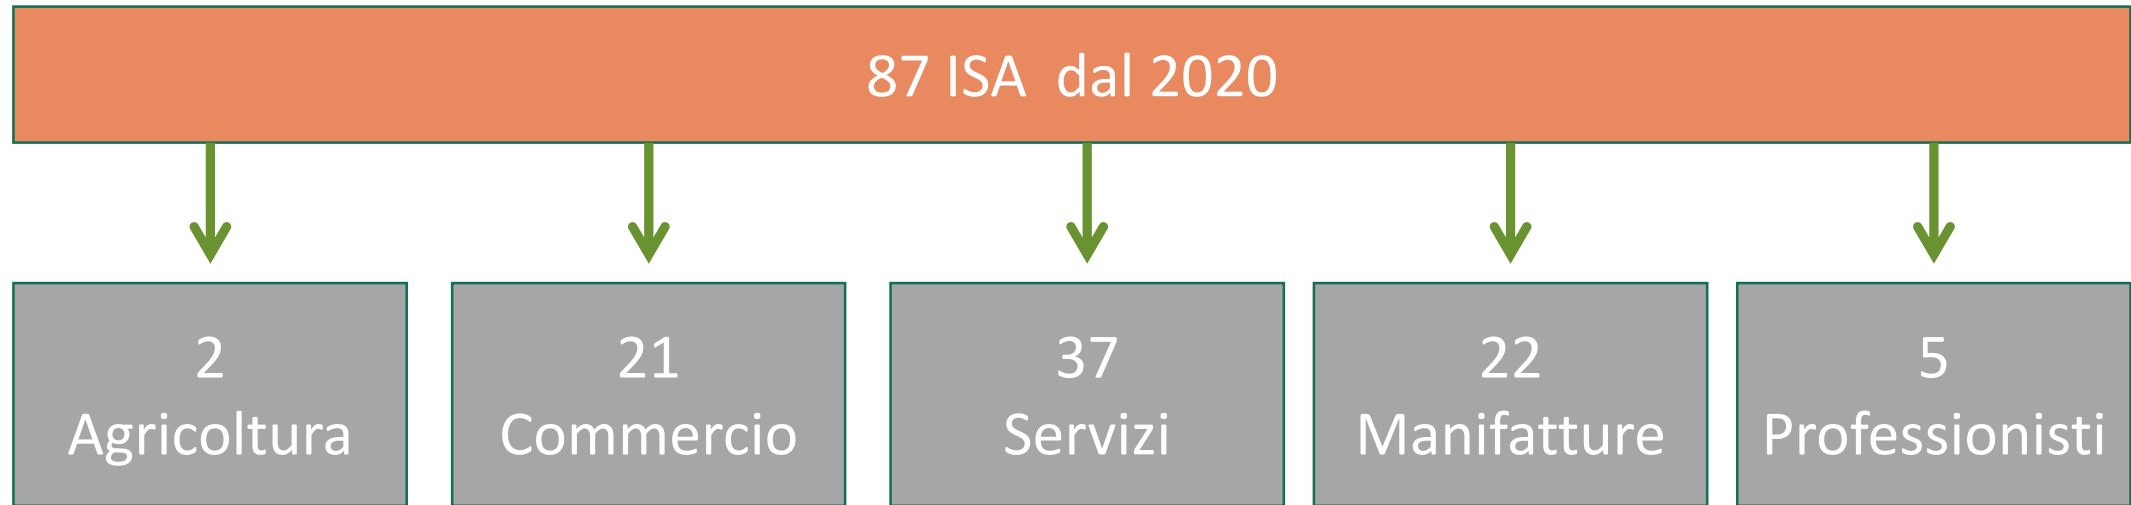 87 ISA  dal 2020
2
Agricoltura
21
Commercio
37
Servizi
22
Manifatture
5
Professionisti